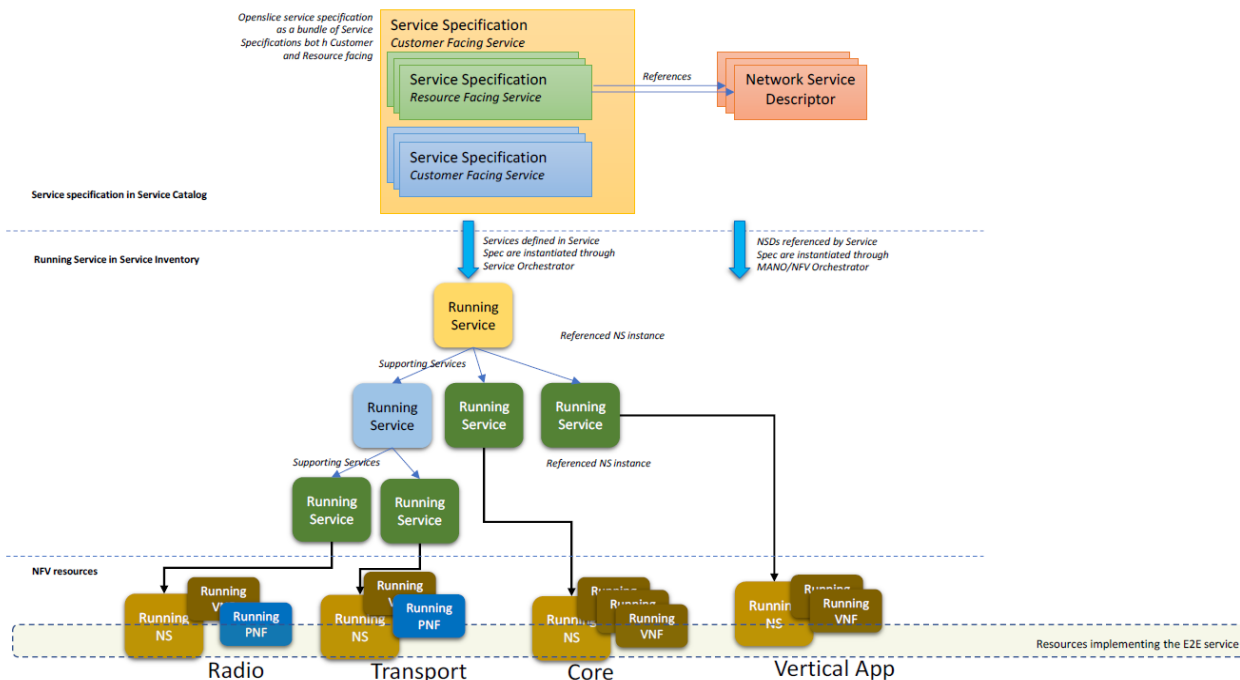 Openslice service specification
as a bundle of Service
Specifications bot h Customer
and Resource facing
Service Specification
Customer Facing Service
Service Specification
Resource Facing Service
References
Network Service
Descriptor
Service Specification
Customer Facing Service
Service specification in Service Catalog
Services defined in Service
Spec are instantiated through
Service Orchestrator
NSDs referenced by Service
Spec are instantiated through
MANO/NFV Orchestrator
Running Service in Service Inventory
Running
Service
Referenced NS instance
Supporting Services
Running
Service
Running
Service
Running
Service
Supporting Services
Referenced NS instance
Running
Service
Running
Service
NFV resources
Running
NS
Running
Running
PNF
Running
NS
Running
Running
PNF
Running
NS
Running
Running
Running
VNF
Running
NS
Running
Running
VNF
Resources implementing the E2E service
Radio
Transport
Core
Vertical App